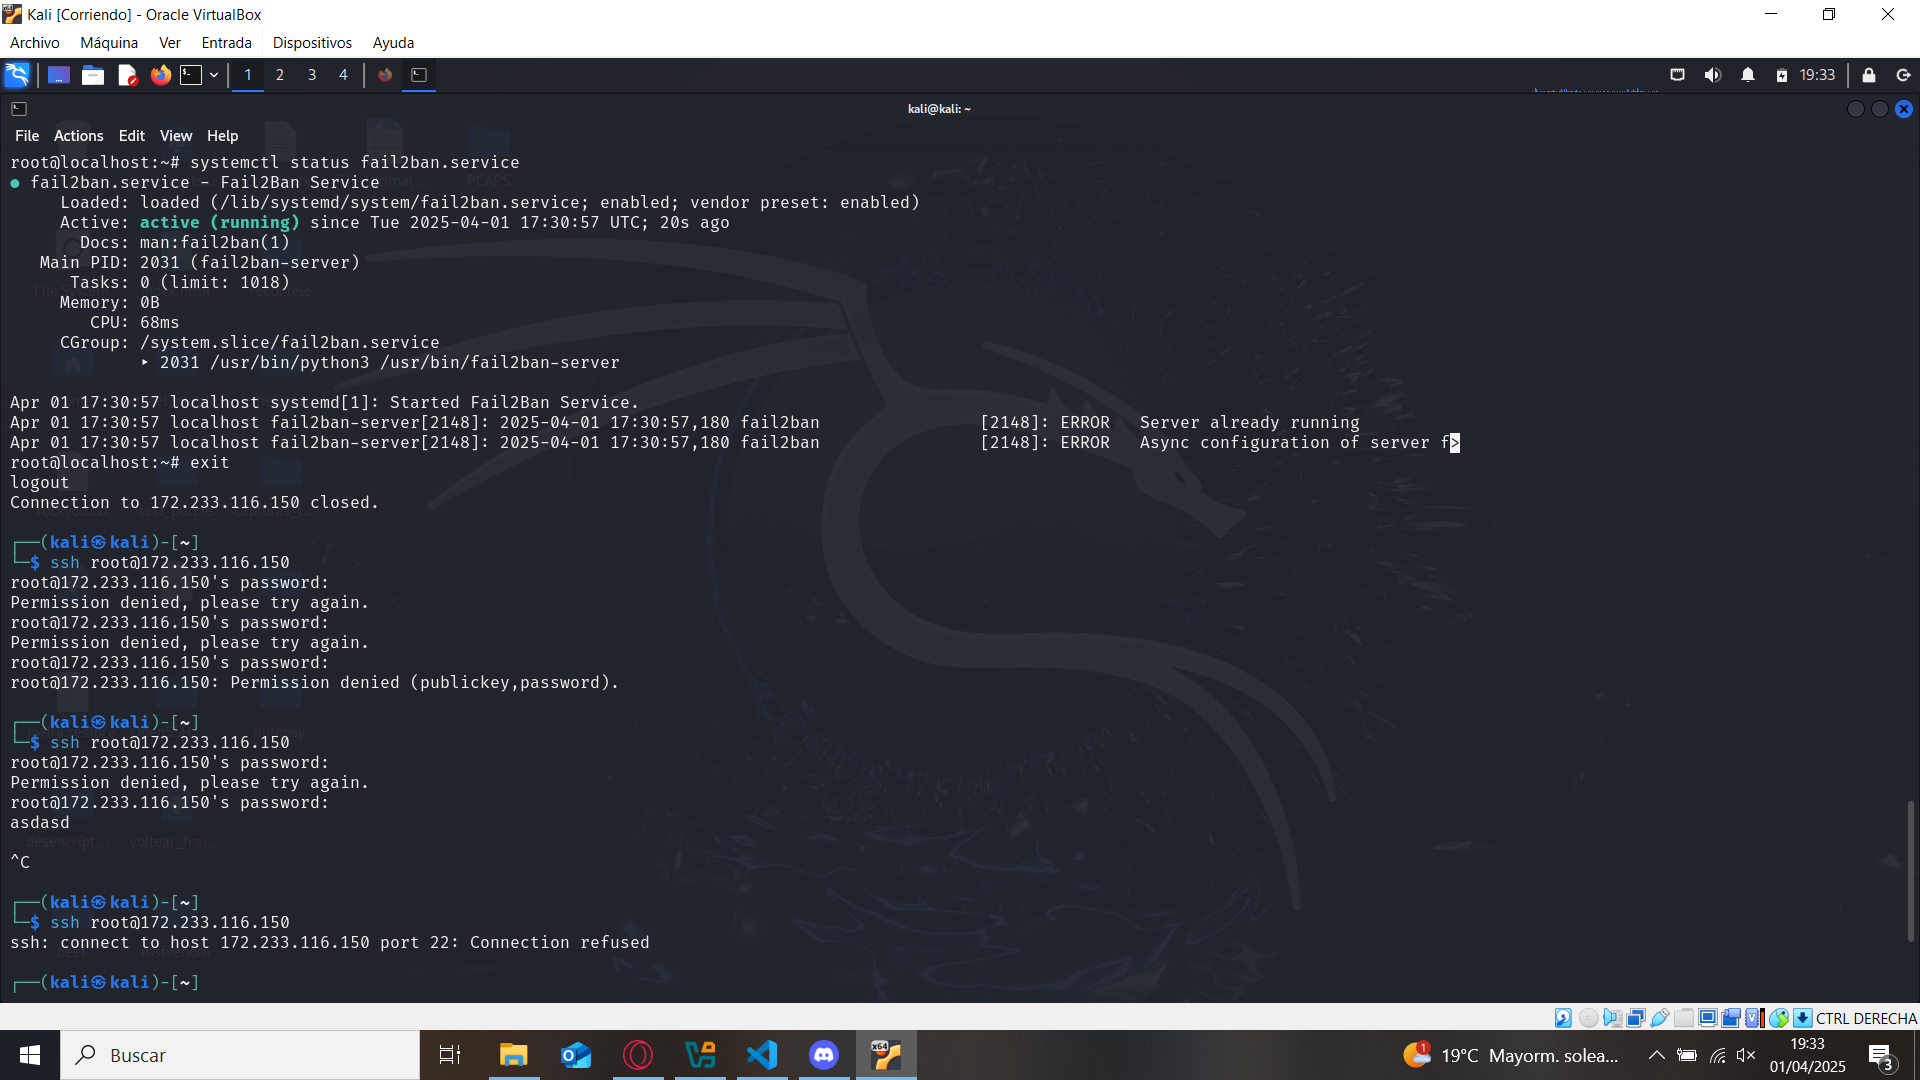 Kali [Corriendo] - Oracle VirtualBox
Archivo Máquina Ver Entrada Dispositivos Ayuda
1 2 3 4 19:33
kali@kali: ~
File Actions Edit View Help
root@localhost:~# systemctl status fail2ban.service
● fail2ban.service - Fail2Ban Service
Loaded: loaded (/lib/systemd/system/fail2ban.service; enabled; vendor preset: enabled)
Active: active (running) since Tue 2025-04-01 17:30:57 UTC; 20s ago
Docs: man:fail2ban(1)
Main PID: 2031 (fail2ban-server)
Tasks: 0 (limit: 1018)
Memory: 0B
CPU: 68ms
CGroup: /system.slice/fail2ban.service
‣ 2031 /usr/bin/python3 /usr/bin/fail2ban-server
Apr 01 17:30:57 localhost systemd[1]: Started Fail2Ban Service.
Apr 01 17:30:57 localhost fail2ban-server[2148]: 2025-04-01 17:30:57,180 fail2ban [2148]: ERROR Server already running
Apr 01 17:30:57 localhost fail2ban-server[2148]: 2025-04-01 17:30:57,180 fail2ban [2148]: ERROR Async configuration of server f>
root@localhost:~# exit
logout
Connection to 172.233.116.150 closed.
┌──(kali㉿kali)-[~]
└─$ ssh root@172.233.116.150
root@172.233.116.150's password:
Permission denied, please try again.
root@172.233.116.150's password:
Permission denied, please try again.
root@172.233.116.150's password:
root@172.233.116.150: Permission denied (publickey,password).
┌──(kali㉿kali)-[~]
└─$ ssh root@172.233.116.150
root@172.233.116.150's password:
Permission denied, please try again.
root@172.233.116.150's password:
asdasd
^C
┌──(kali㉿kali)-[~]
└─$ ssh root@172.233.116.150
ssh: connect to host 172.233.116.150 port 22: Connection refused
┌──(kali㉿kali)-[~]
CTRL DERECHA
Buscar
19°C Mayorm. solea...
19:33
01/04/2025
3